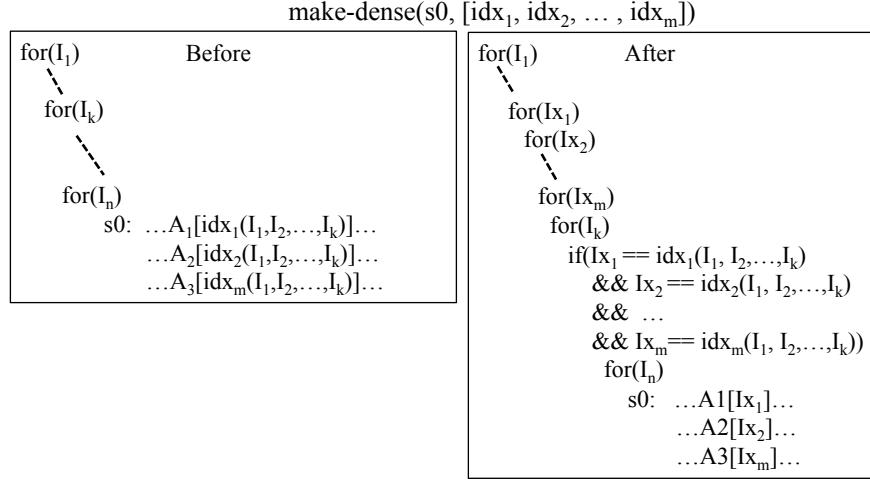 make-dense(s0, [idx₁, idx₂, … , idxₘ])
Before
for(I₁)
for(Iₖ)
for(Iₙ)
s0: …A₁[idx₁(I₁,I₂,…,Iₖ)]…
…A₂[idx₂(I₁,I₂,…,Iₖ)]…
…A₃[idxₘ(I₁,I₂,…,Iₖ)]…
After
for(I₁)
for(Ix₁)
for(Ix₂)
for(Ixₘ)
for(Iₖ)
if(Ix₁ == idx₁(I₁, I₂,…,Iₖ)
&& Ix₂ == idx₂(I₁, I₂,…,Iₖ)
&& …
&& Ixₘ== idxₘ(I₁, I₂,…,Iₖ))
for(Iₙ)
s0: …A1[Ix₁]…
…A2[Ix₂]…
…A3[Ixₘ]…